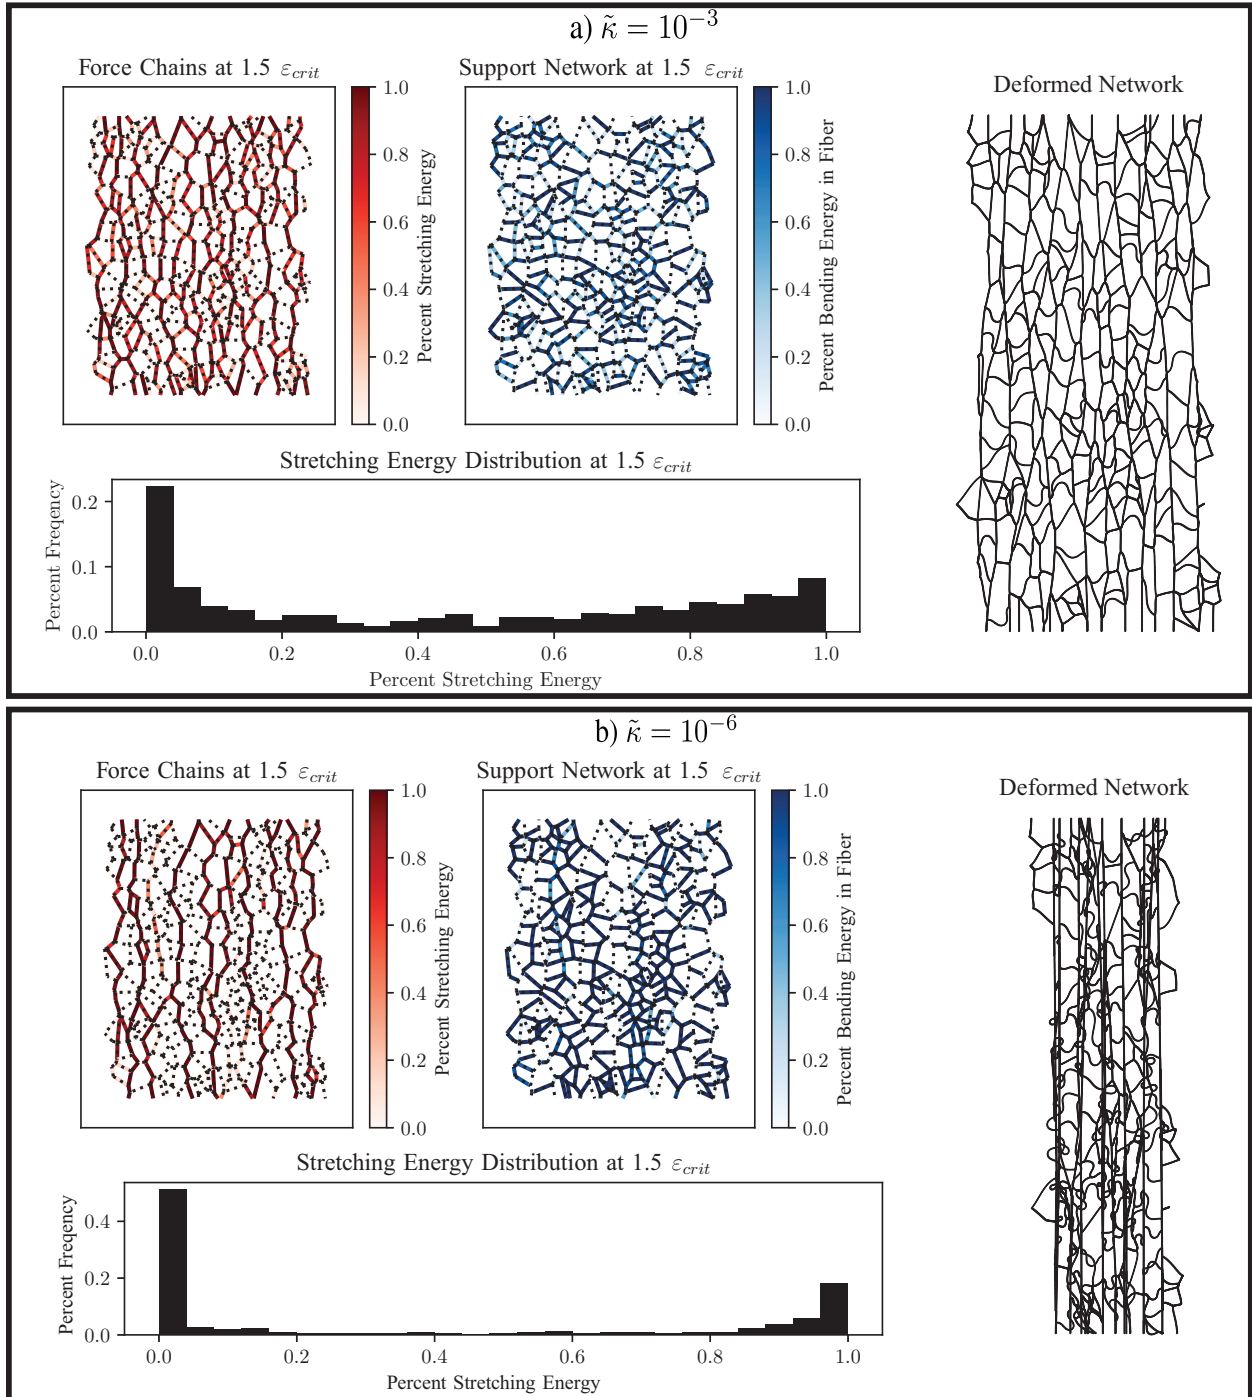 a) κ̃ = 10⁻³
Force Chains at 1.5 ε_crit
Support Network at 1.5 ε_crit
Deformed Network
1.0
0.8
0.6
0.4
0.2
0.0
Percent Stretching Energy
1.0
0.8
0.6
0.4
0.2
0.0
Percent Bending Energy in Fiber
Stretching Energy Distribution at 1.5 ε_crit
Percent Freqency
0.2
0.1
0.0
0.0 0.2 0.4 0.6 0.8 1.0
Percent Stretching Energy
b) κ̃ = 10⁻⁶
Force Chains at 1.5 ε_crit
Support Network at 1.5 ε_crit
Deformed Network
1.0
0.8
0.6
0.4
0.2
0.0
Percent Stretching Energy
1.0
0.8
0.6
0.4
0.2
0.0
Percent Bending Energy in Fiber
Stretching Energy Distribution at 1.5 ε_crit
Percent Freqency
0.4
0.2
0.0
0.0 0.2 0.4 0.6 0.8 1.0
Percent Stretching Energy